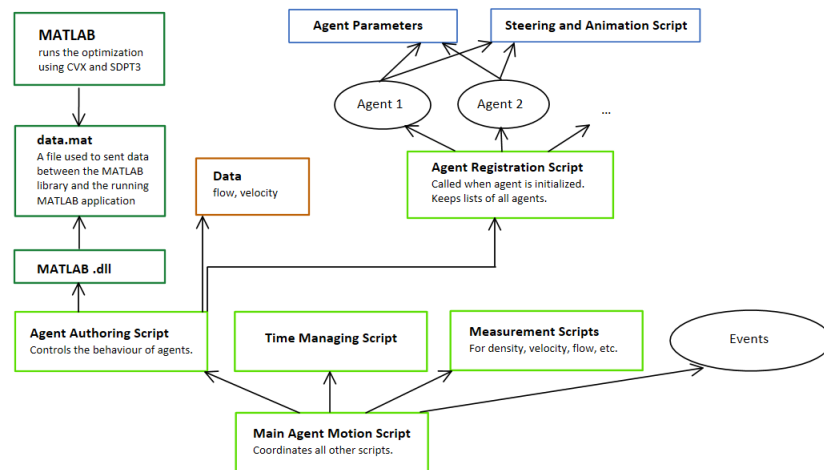 Agent Parameters
Steering and Animation Script
MATLAB
runs the optimization
using CVX and SDPT3
Agent 1
Agent 2
...
data.mat
A file used to sent data
between the MATLAB
library and the running
MATLAB application
Data
flow, velocity
Agent Registration Script
Called when agent is initialized.
Keeps lists of all agents.
MATLAB .dll
Agent Authoring Script
Controls the behaviour of agents.
Time Managing Script
Measurement Scripts
For density, velocity, flow, etc.
Events
Main Agent Motion Script
Coordinates all other scripts.